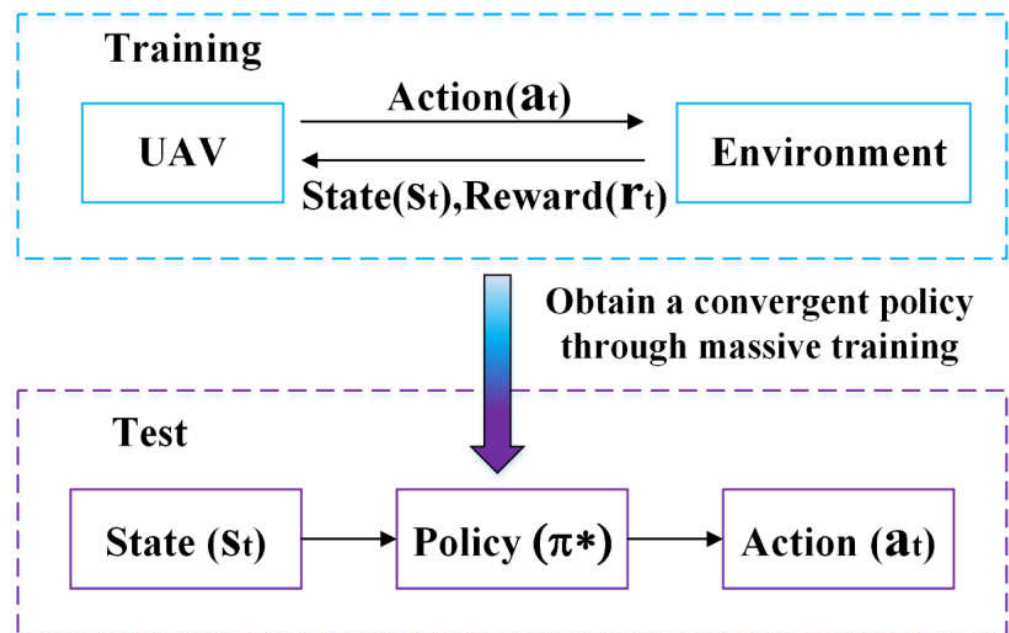 Training
Action(at)
UAV
Environment
State(st),Reward(rt)
Obtain a convergent policy
through massive training
Test
State (st)
Policy (π*)
Action (at)